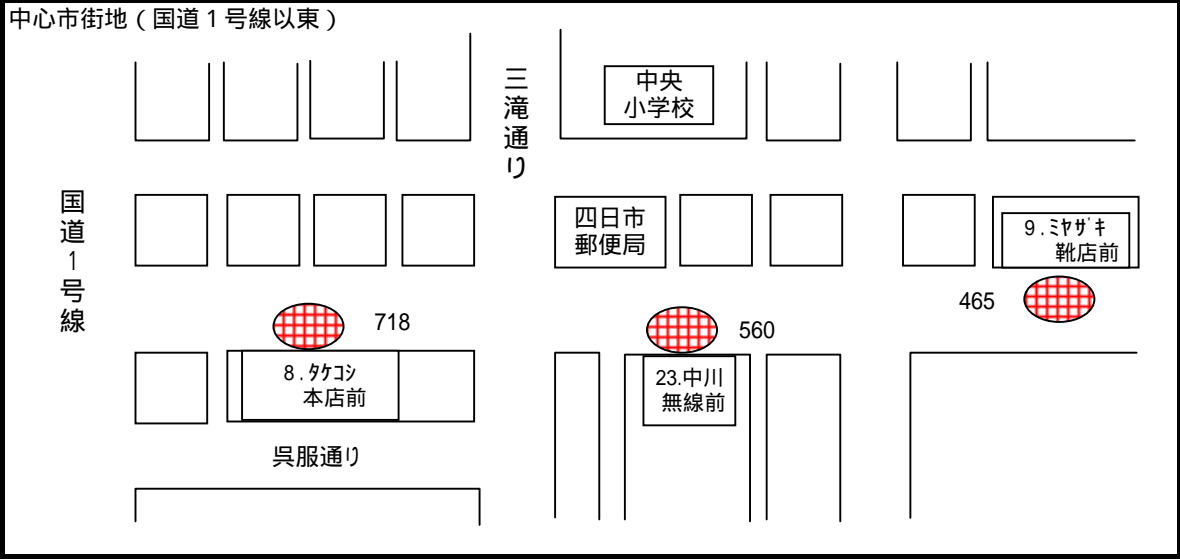 中心市街地（国道１号線以東）
三滝通り
中央
小学校
国道１号線
四日市
郵便局
9.ﾐﾔｻﾞｷ
靴店前
718
560
465
8.ﾀｹｺｼ
本店前
23.中川
無線前
呉服通り